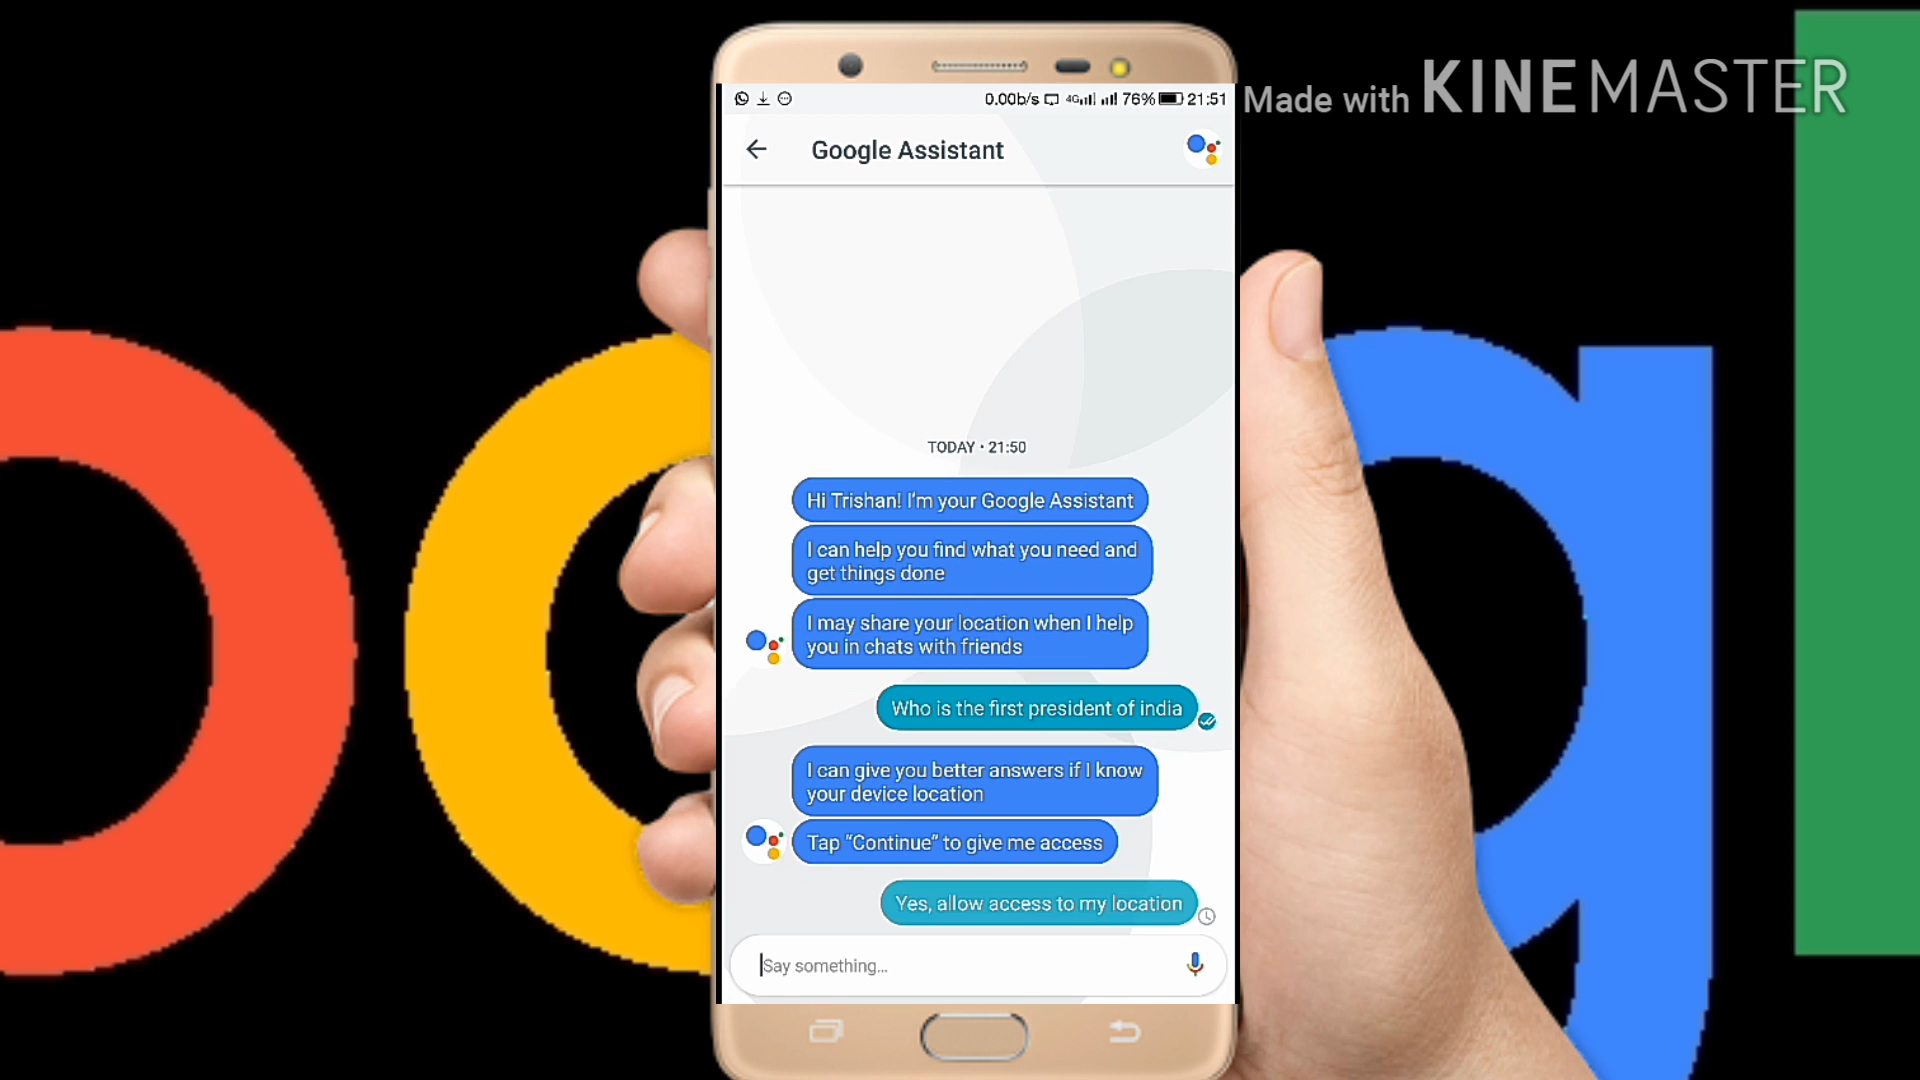 Made with KINEMASTER
0.00b/s 4G 76% 21:51
Google Assistant
TODAY · 21:50
Hi Trishan! I'm your Google Assistant
I can help you find what you need and
get things done
I may share your location when I help
you in chats with friends
Who is the first president of india
I can give you better answers if I know
your device location
Tap “Continue” to give me access
Yes, allow access to my location
Say something...